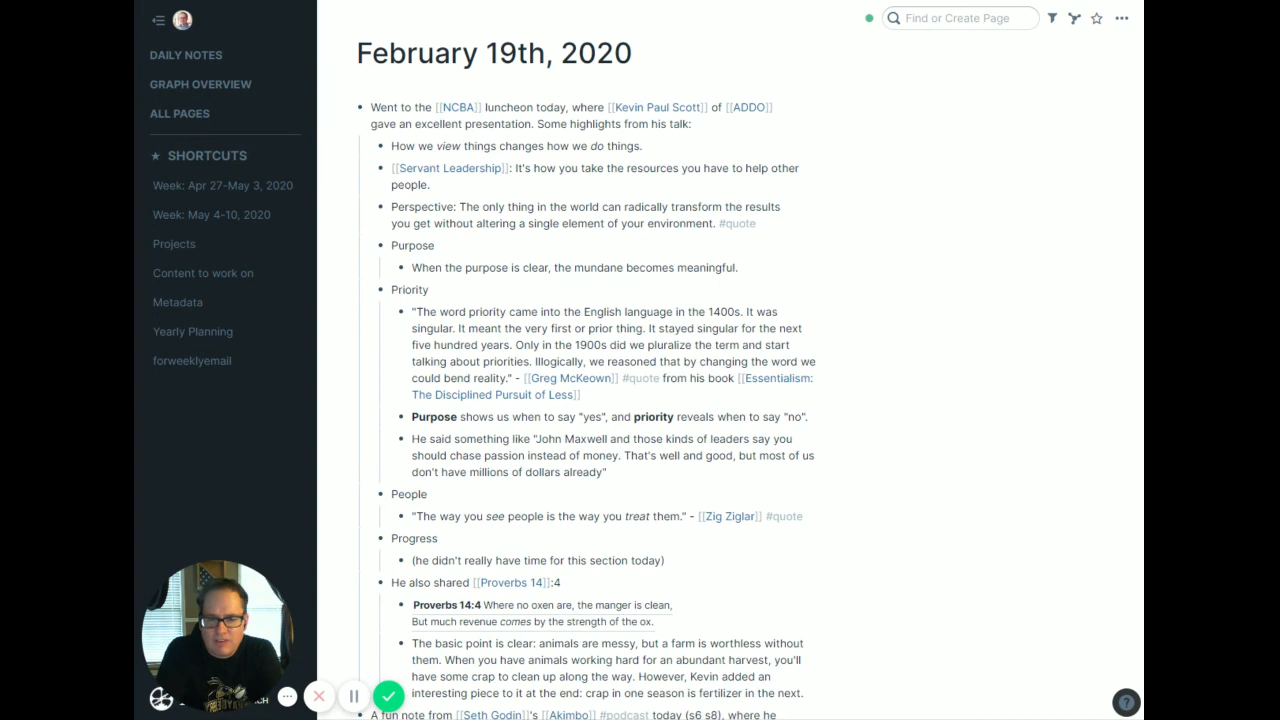 Find or Create Page
February 19th, 2020
DAILY NOTES
GRAPH OVERVIEW
ALL PAGES
★ SHORTCUTS
Week: Apr 27-May 3, 2020
Week: May 4-10, 2020
Projects
Content to work on
Metadata
Yearly Planning
forweeklyemail
• Went to the [[NCBA]] luncheon today, where [[Kevin Paul Scott]] of [[ADDO]]
gave an excellent presentation. Some highlights from his talk:
• How we view things changes how we do things.
• [[Servant Leadership]]: It's how you take the resources you have to help other
people.
• Perspective: The only thing in the world can radically transform the results
you get without altering a single element of your environment. #quote
• Purpose
• When the purpose is clear, the mundane becomes meaningful.
• Priority
• "The word priority came into the English language in the 1400s. It was
singular. It meant the very first or prior thing. It stayed singular for the next
five hundred years. Only in the 1900s did we pluralize the term and start
talking about priorities. Illogically, we reasoned that by changing the word we
could bend reality." - [[Greg McKeown]] #quote from his book [[Essentialism:
The Disciplined Pursuit of Less]]
• Purpose shows us when to say "yes", and priority reveals when to say "no".
• He said something like "John Maxwell and those kinds of leaders say you
should chase passion instead of money. That's well and good, but most of us
don't have millions of dollars already"
• People
• "The way you see people is the way you treat them." - [[Zig Ziglar]] #quote
• Progress
• (he didn't really have time for this section today)
• He also shared [[Proverbs 14]]:4
• Proverbs 14:4 Where no oxen are, the manger is clean,
But much revenue comes by the strength of the ox.
• The basic point is clear: animals are messy, but a farm is worthless without
them. When you have animals working hard for an abundant harvest, you'll
have some crap to clean up along the way. However, Kevin added an
interesting piece to it at the end: crap in one season is fertilizer in the next.
• A fun note from [[Seth Godin]]'s [[Akimbo]] #podcast today (s6 s8), where he
?